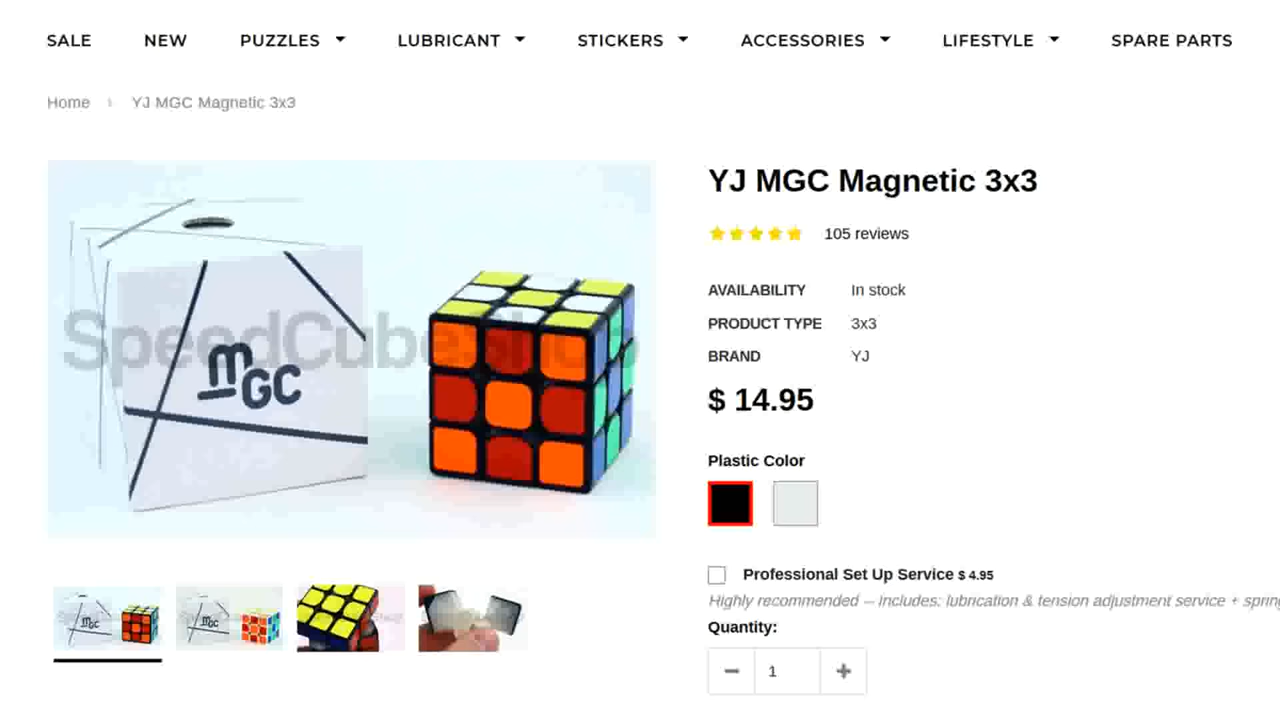 SALE NEW PUZZLES LUBRICANT STICKERS ACCESSORIES LIFESTYLE SPARE PARTS
Home › YJ MGC Magnetic 3x3
SpeedCubeShop
mGC
YJ MGC Magnetic 3x3
105 reviews
AVAILABILITY In stock
PRODUCT TYPE 3x3
BRAND YJ
$ 14.95
Plastic Color
Professional Set Up Service $ 4.95
Highly recommended – includes: lubrication & tension adjustment service + spring
Quantity:
1